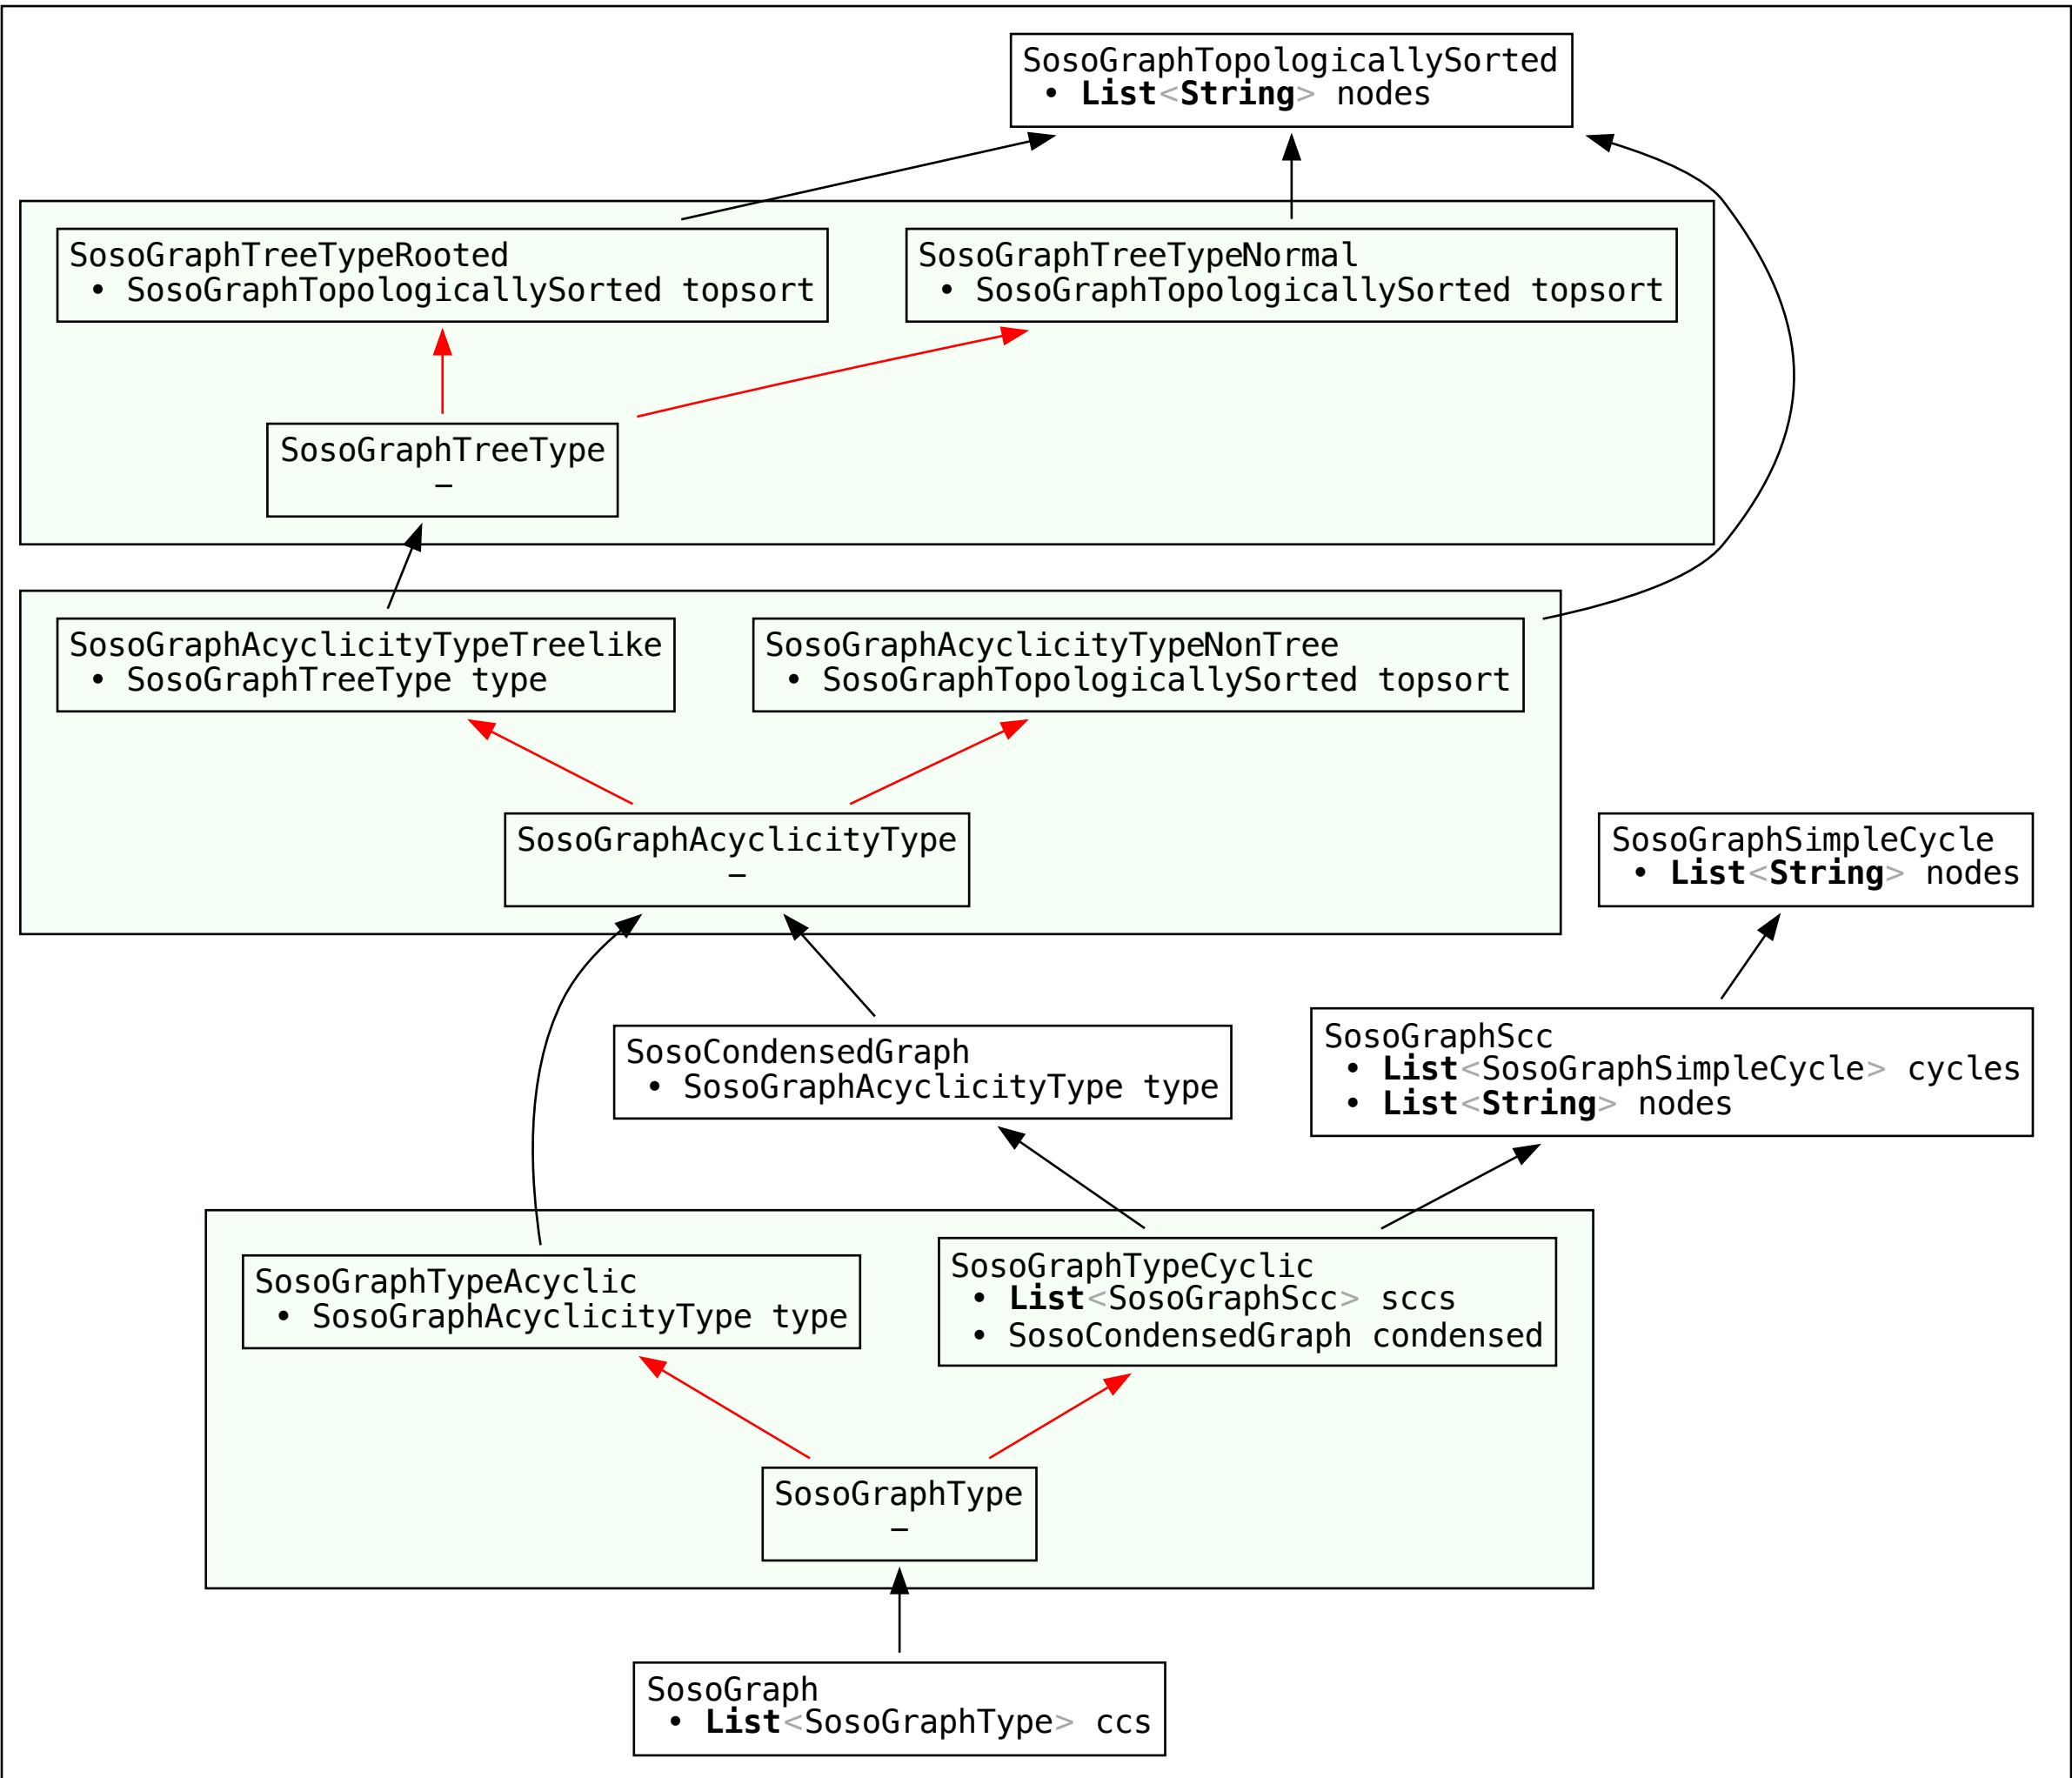 SosoGraphTopologicallySorted
• List<String> nodes
SosoGraphTreeTypeRooted
• SosoGraphTopologicallySorted topsort
SosoGraphTreeTypeNormal
• SosoGraphTopologicallySorted topsort
SosoGraphTreeType
–
SosoGraphAcyclicityTypeTreelike
• SosoGraphTreeType type
SosoGraphAcyclicityTypeNonTree
• SosoGraphTopologicallySorted topsort
SosoGraphAcyclicityType
–
SosoGraphSimpleCycle
• List<String> nodes
SosoCondensedGraph
• SosoGraphAcyclicityType type
SosoGraphScc
• List<SosoGraphSimpleCycle> cycles
• List<String> nodes
SosoGraphTypeAcyclic
• SosoGraphAcyclicityType type
SosoGraphTypeCyclic
• List<SosoGraphScc> sccs
• SosoCondensedGraph condensed
SosoGraphType
–
SosoGraph
• List<SosoGraphType> ccs